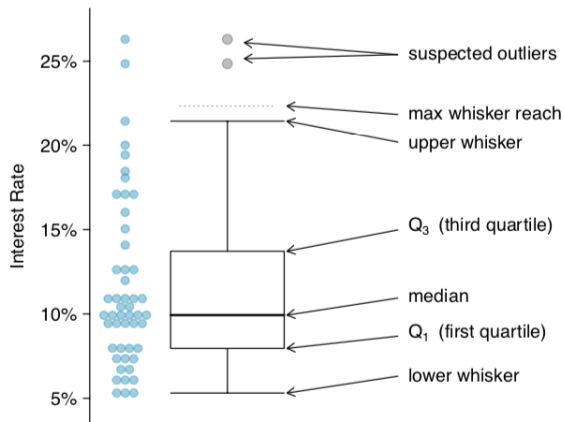 Interest Rate
25%
20%
15%
10%
5%
suspected outliers
max whisker reach
upper whisker
Q3 (third quartile)
median
Q1 (first quartile)
lower whisker